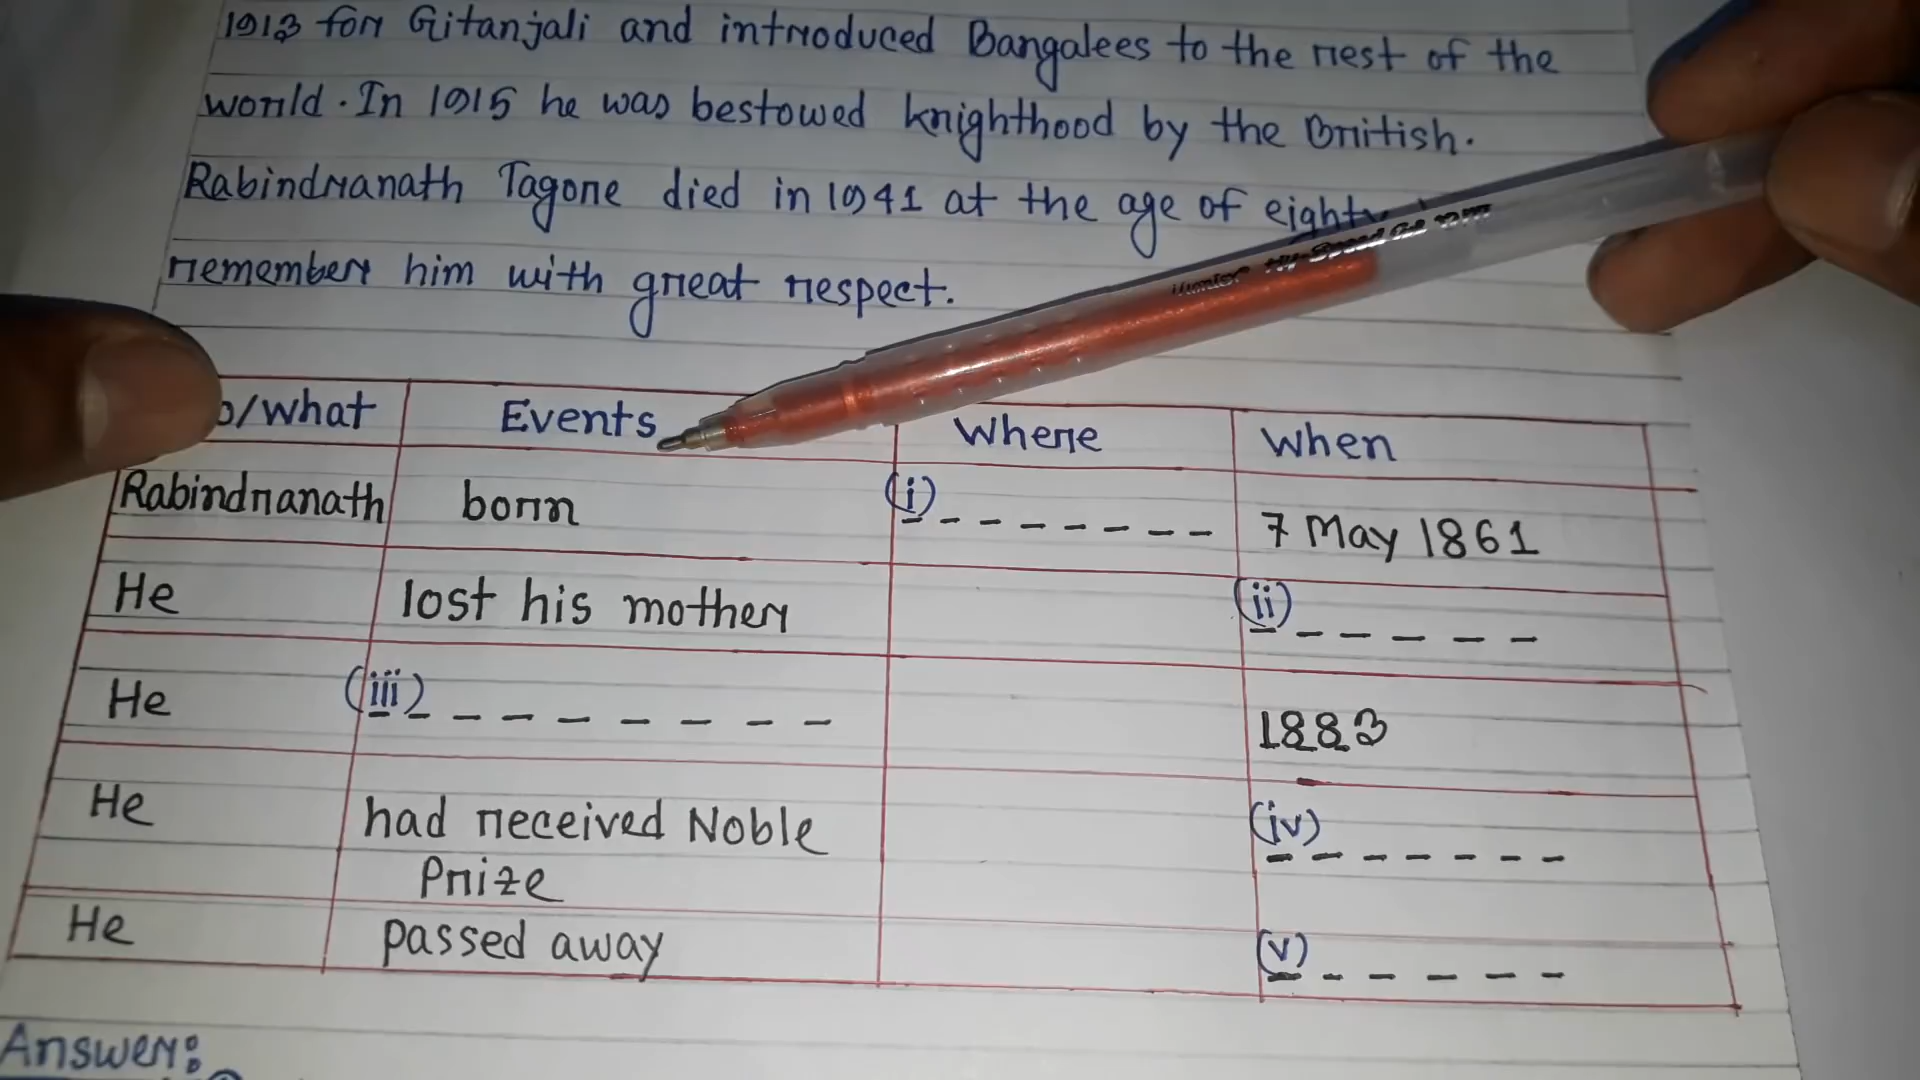 1913 for Gitanjali and introduced Bangalees to the rest of the
world. In 1915 he was bestowed knighthood by the British.
Rabindranath Tagore died in 1941 at the age of eighty
remember him with great respect.
/What Events Where When
Rabindranath born (i) _ _ _ _ _ _ _ _ 7 May 1861
He lost his mother (ii) _ _ _ _ _ _
He (iii) _ _ _ _ _ _ _ _ _ _ 1883
He had received Noble (iv) _ _ _ _ _ _ _
Prize
He passed away (v) _ _ _ _ _ _
Answer: